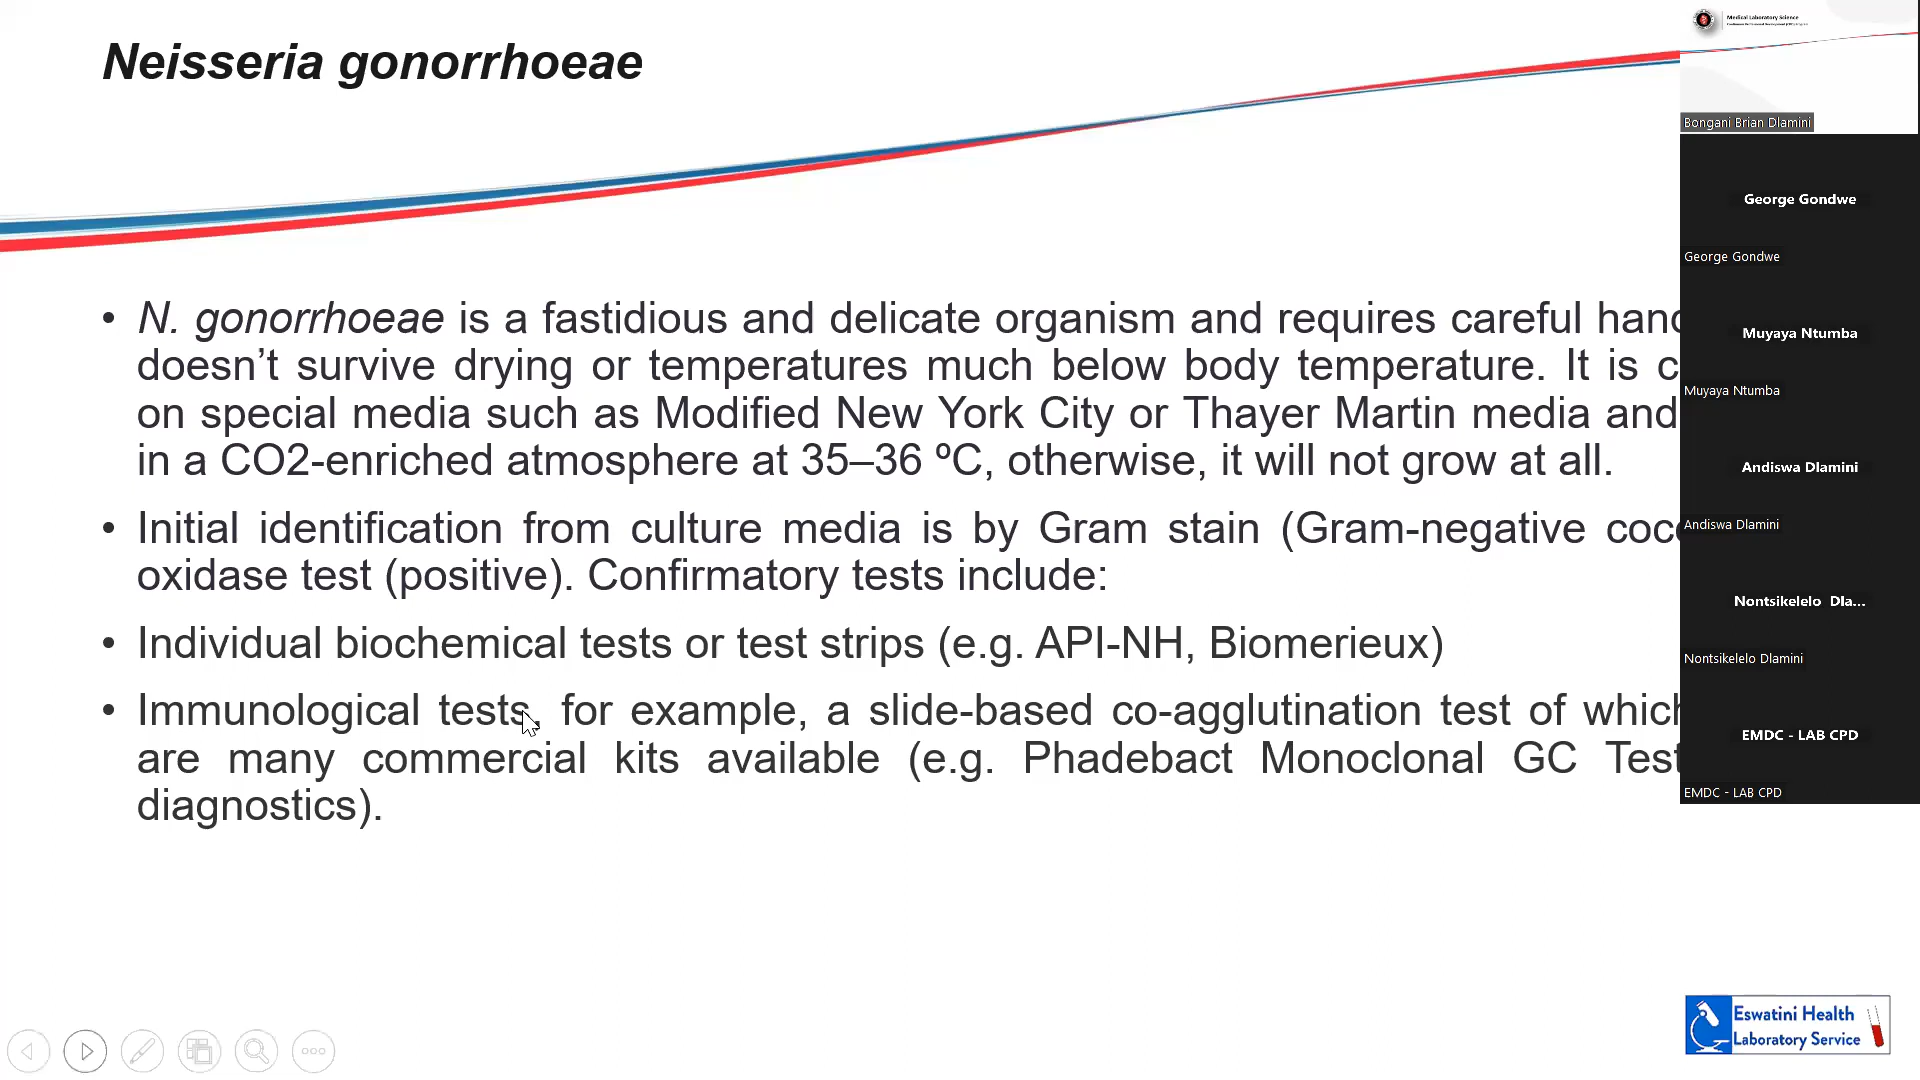 Neisseria gonorrhoeae
• N. gonorrhoeae is a fastidious and delicate organism and requires careful
doesn’t survive drying or temperatures much below body temperature. It is
on special media such as Modified New York City or Thayer Martin media and
in a CO2-enriched atmosphere at 35–36 ºC, otherwise, it will not grow at all.
• Initial identification from culture media is by Gram stain (Gram-negative
oxidase test (positive). Confirmatory tests include:
• Individual biochemical tests or test strips (e.g. API-NH, Biomerieux)
• Immunological tests, for example, a slide-based co-agglutination test of which
are many commercial kits available (e.g. Phadebact Monoclonal GC Test
diagnostics).
Medical Laboratory Science
Bongani Brian Dlamini
George Gondwe
George Gondwe
Muyaya Ntumba
Muyaya Ntumba
Andiswa Dlamini
Andiswa Dlamini
Nontsikelelo Dla...
Nontsikelelo Dlamini
EMDC - LAB CPD
EMDC - LAB CPD
Eswatini Health
Laboratory Service